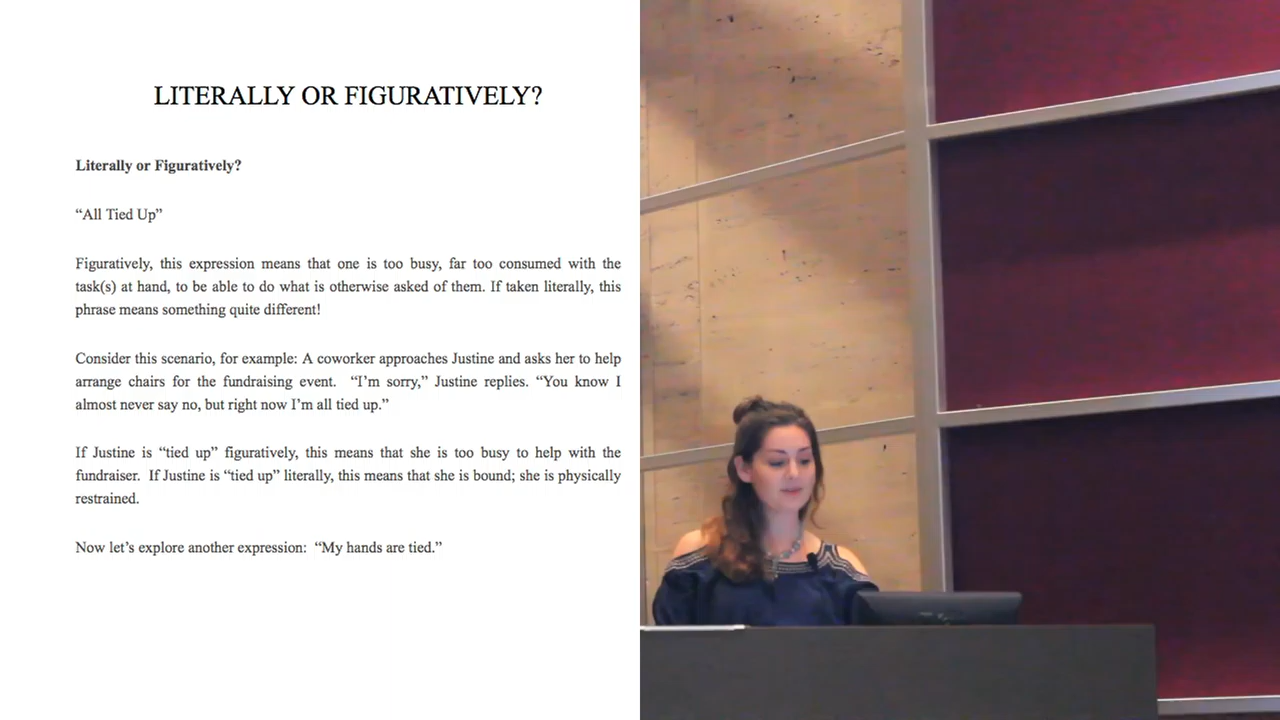 LITERALLY OR FIGURATIVELY?
Literally or Figuratively?
“All Tied Up”
Figuratively, this expression means that one is too busy, far too consumed with the
task(s) at hand, to be able to do what is otherwise asked of them. If taken literally, this
phrase means something quite different!
Consider this scenario, for example: A coworker approaches Justine and asks her to help
arrange chairs for the fundraising event.  “I’m sorry,” Justine replies. “You know I
almost never say no, but right now I’m all tied up.”
If Justine is “tied up” figuratively, this means that she is too busy to help with the
fundraiser.  If Justine is “tied up” literally, this means that she is bound; she is physically
restrained.
Now let’s explore another expression:  “My hands are tied.”